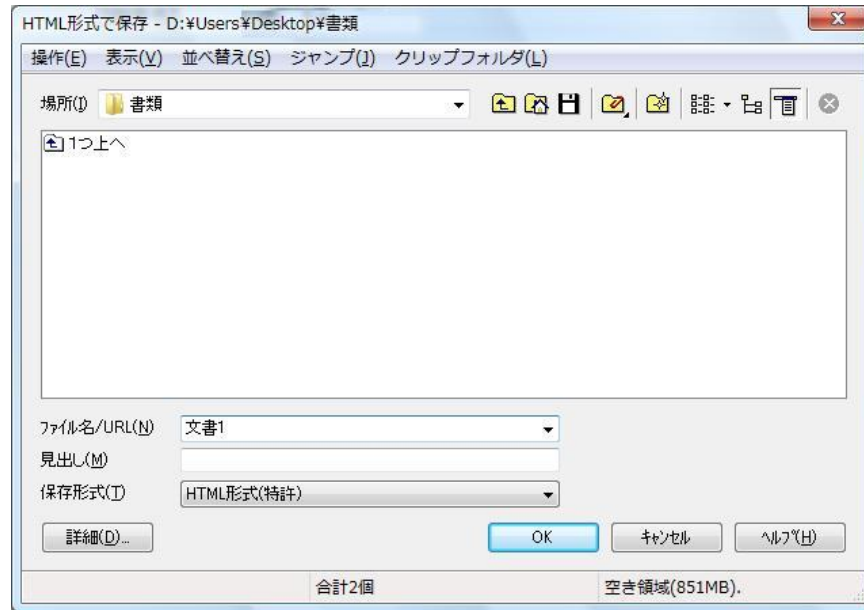 HTML形式で保存 - D:¥Users¥Desktop¥書類
操作(E) 表示(V) 並べ替え(S) ジャンプ(J) クリップフォルダ(L)
場所(I) 書類
1つ上へ
ファイル名/URL(N) 文書1
見出し(M)
保存形式(T) HTML形式(特許)
詳細(D)... OK キャンセル ヘルプ(H)
合計2個 空き領域(851MB).